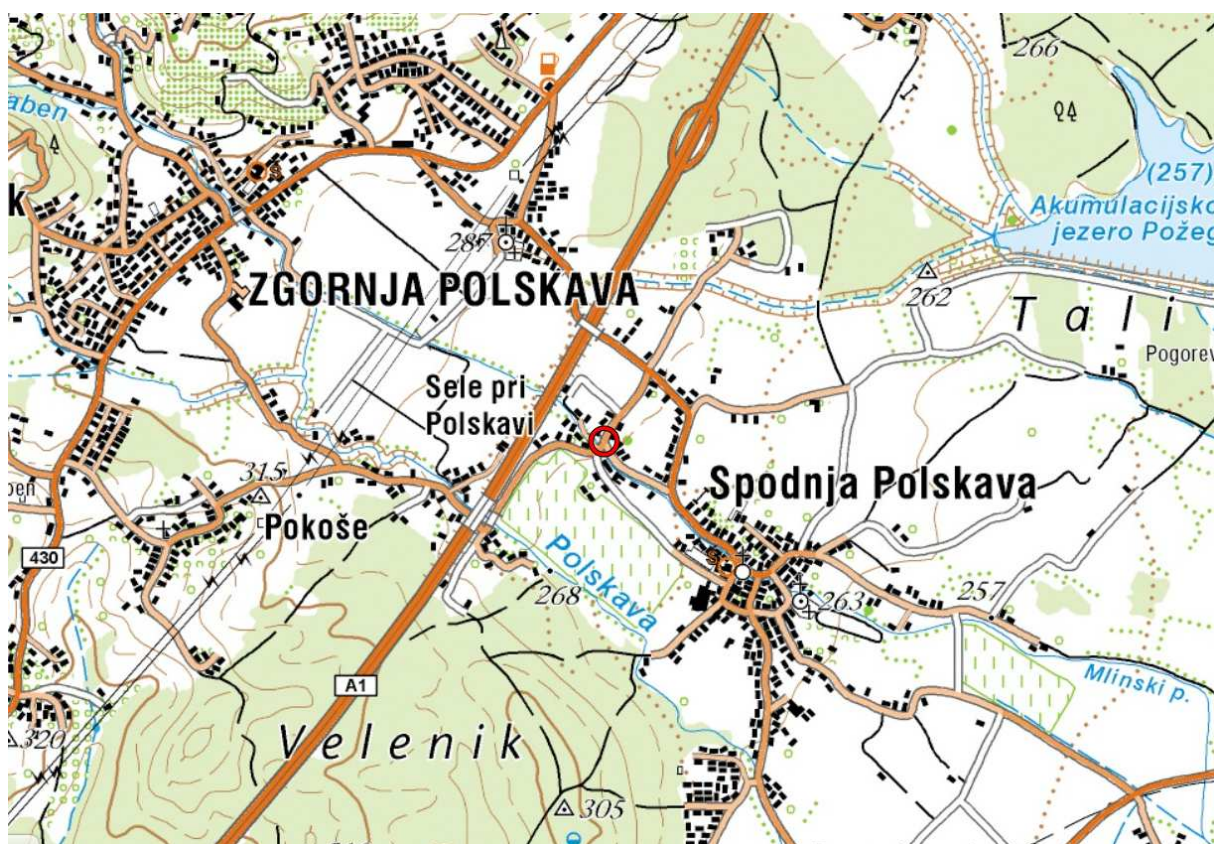 266
aben
(257)
Akumulacijsko
jezero Požeg
k
287
ZGORNJA POLSKAVA
262
Tali
Pogorev
Sele pri
Polskavi
315
Spodnja Polskava
Pokoše
430
Polskava
268
263
257
A1
Mlinski p.
Velenik
320
305